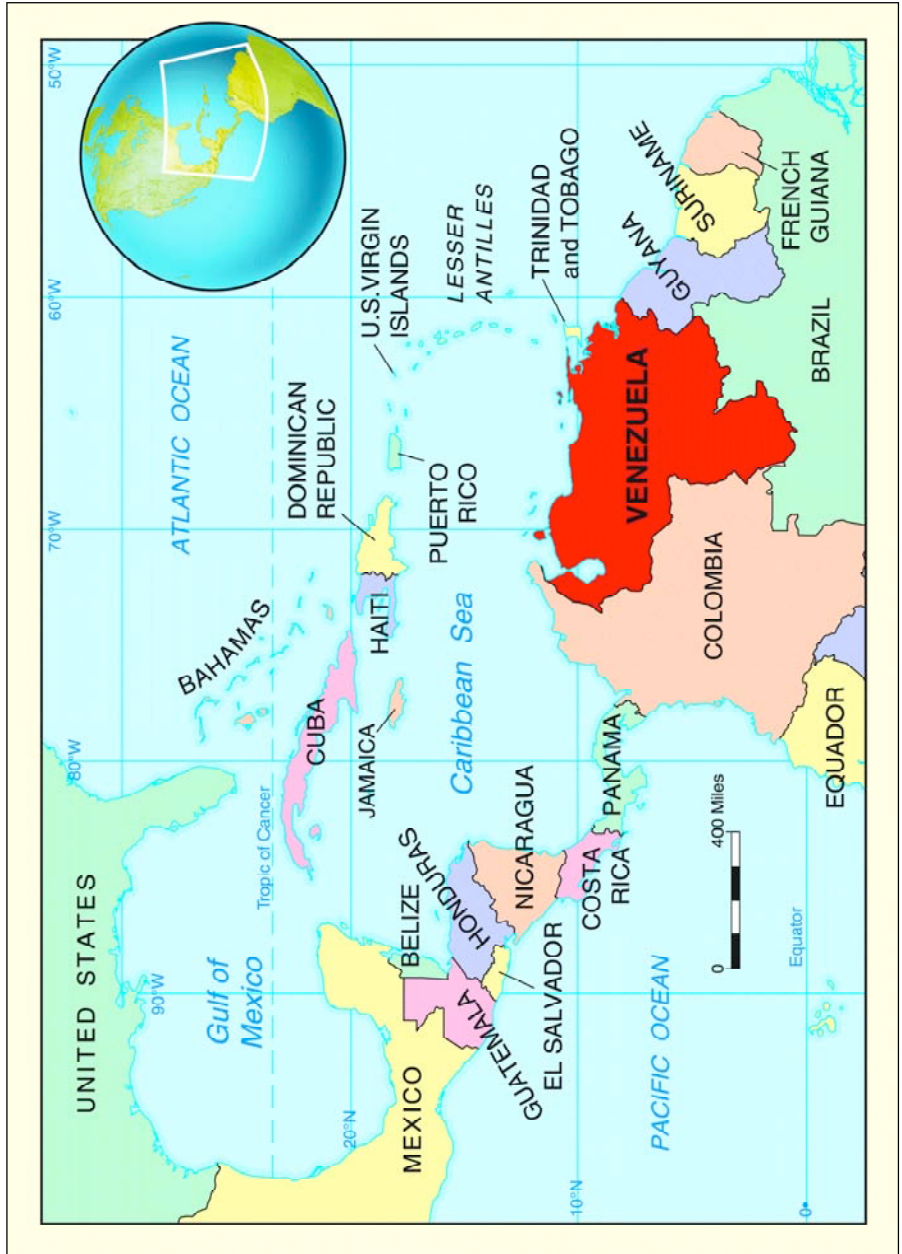 50°W
60°W
70°W
80°W
90°W
UNITED STATES
ATLANTIC OCEAN
Gulf of
Mexico
Tropic of Cancer
BAHAMAS
CUBA
DOMINICAN
REPUBLIC
U.S.VIRGIN
ISLANDS
20°N
MEXICO
BELIZE
JAMAICA
HAITI
PUERTO
RICO
LESSER
ANTILLES
Caribbean Sea
HONDURAS
GUATEMALA
EL SALVADOR
NICARAGUA
COSTA
RICA
PANAMA
TRINIDAD
and TOBAGO
10°N
PACIFIC OCEAN
VENEZUELA
GUYANA
SURINAME
FRENCH
GUIANA
COLOMBIA
BRAZIL
0 400 Miles
Equator
EQUADOR
0°